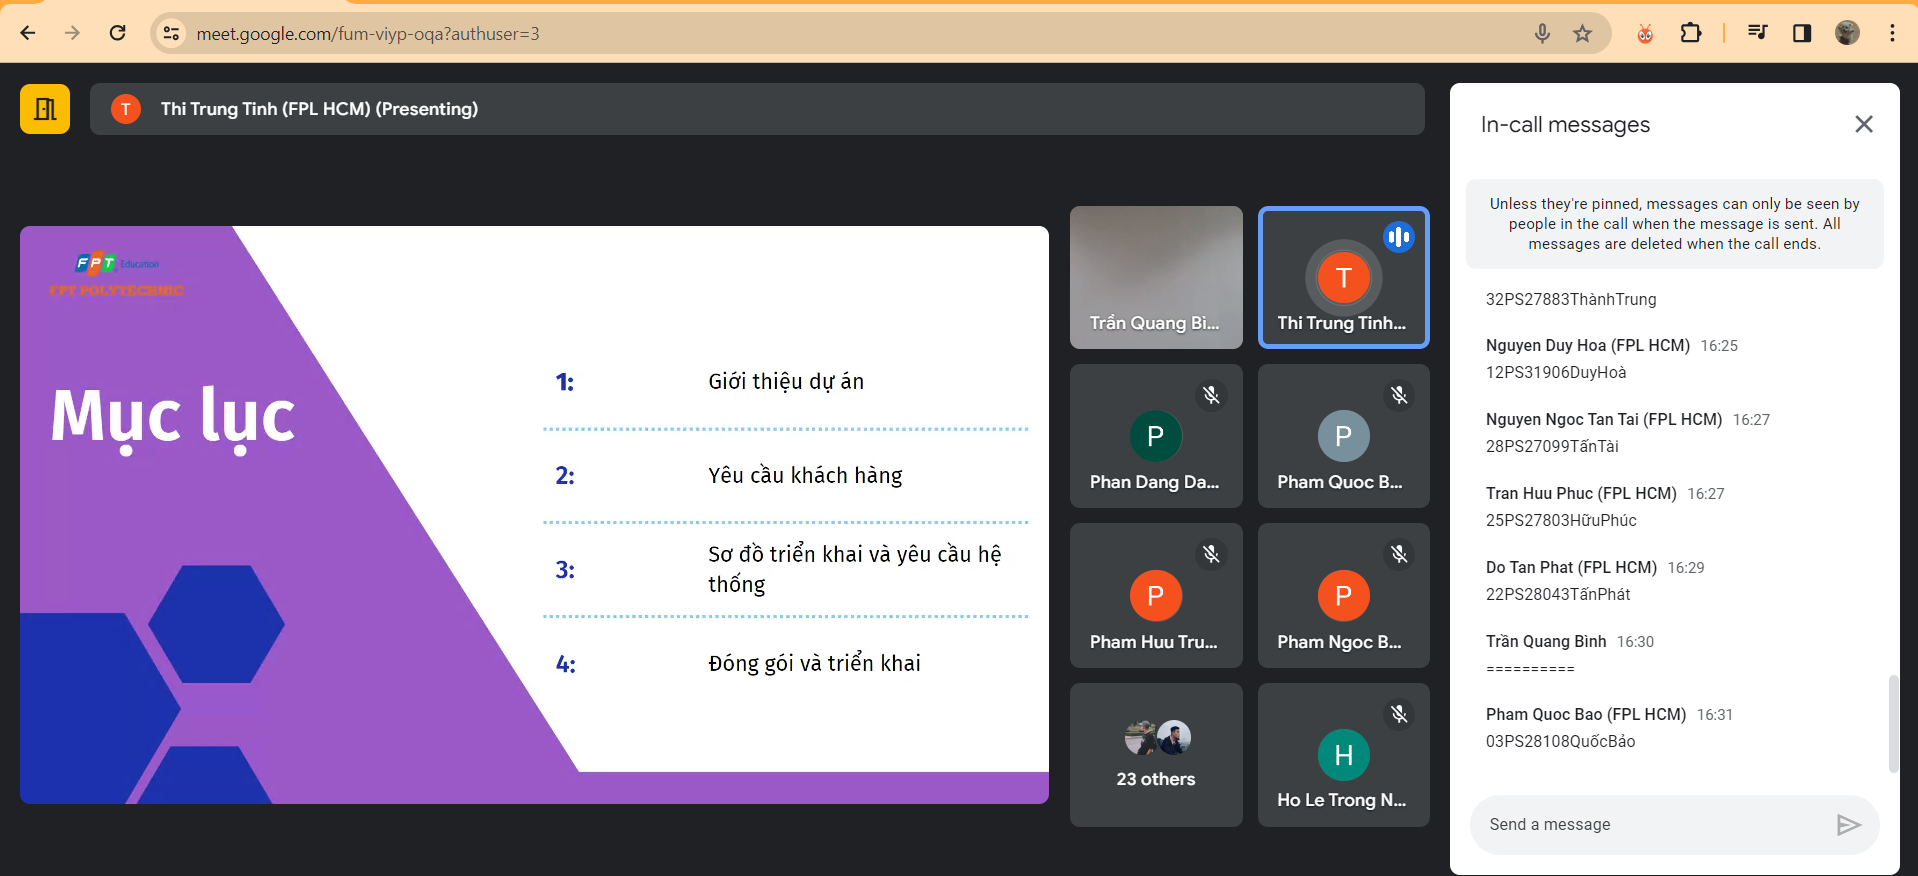 meet.google.com/fum-viyp-oqa?authuser=3
T
Thi Trung Tinh (FPL HCM) (Presenting)
FPT Education
FPT POLYTECHNIC
Mục lục
1:
Giới thiệu dự án
2:
Yêu cầu khách hàng
3:
Sơ đồ triển khai và yêu cầu hệ
thống
4:
Đóng gói và triển khai
Trần Quang Bì...
T
Thi Trung Tinh...
P
Phan Dang Da...
P
Pham Quoc B...
P
Pham Huu Tru...
P
Pham Ngoc B...
23 others
H
Ho Le Trong N...
In-call messages
Unless they're pinned, messages can only be seen by
people in the call when the message is sent. All
messages are deleted when the call ends.
32PS27883ThànhTrung
Nguyen Duy Hoa (FPL HCM) 16:25
12PS31906DuyHoà
Nguyen Ngoc Tan Tai (FPL HCM) 16:27
28PS27099TấnTài
Tran Huu Phuc (FPL HCM) 16:27
25PS27803HữuPhúc
Do Tan Phat (FPL HCM) 16:29
22PS28043TấnPhát
Trần Quang Bình 16:30
==========
Pham Quoc Bao (FPL HCM) 16:31
03PS28108QuốcBảo
Send a message